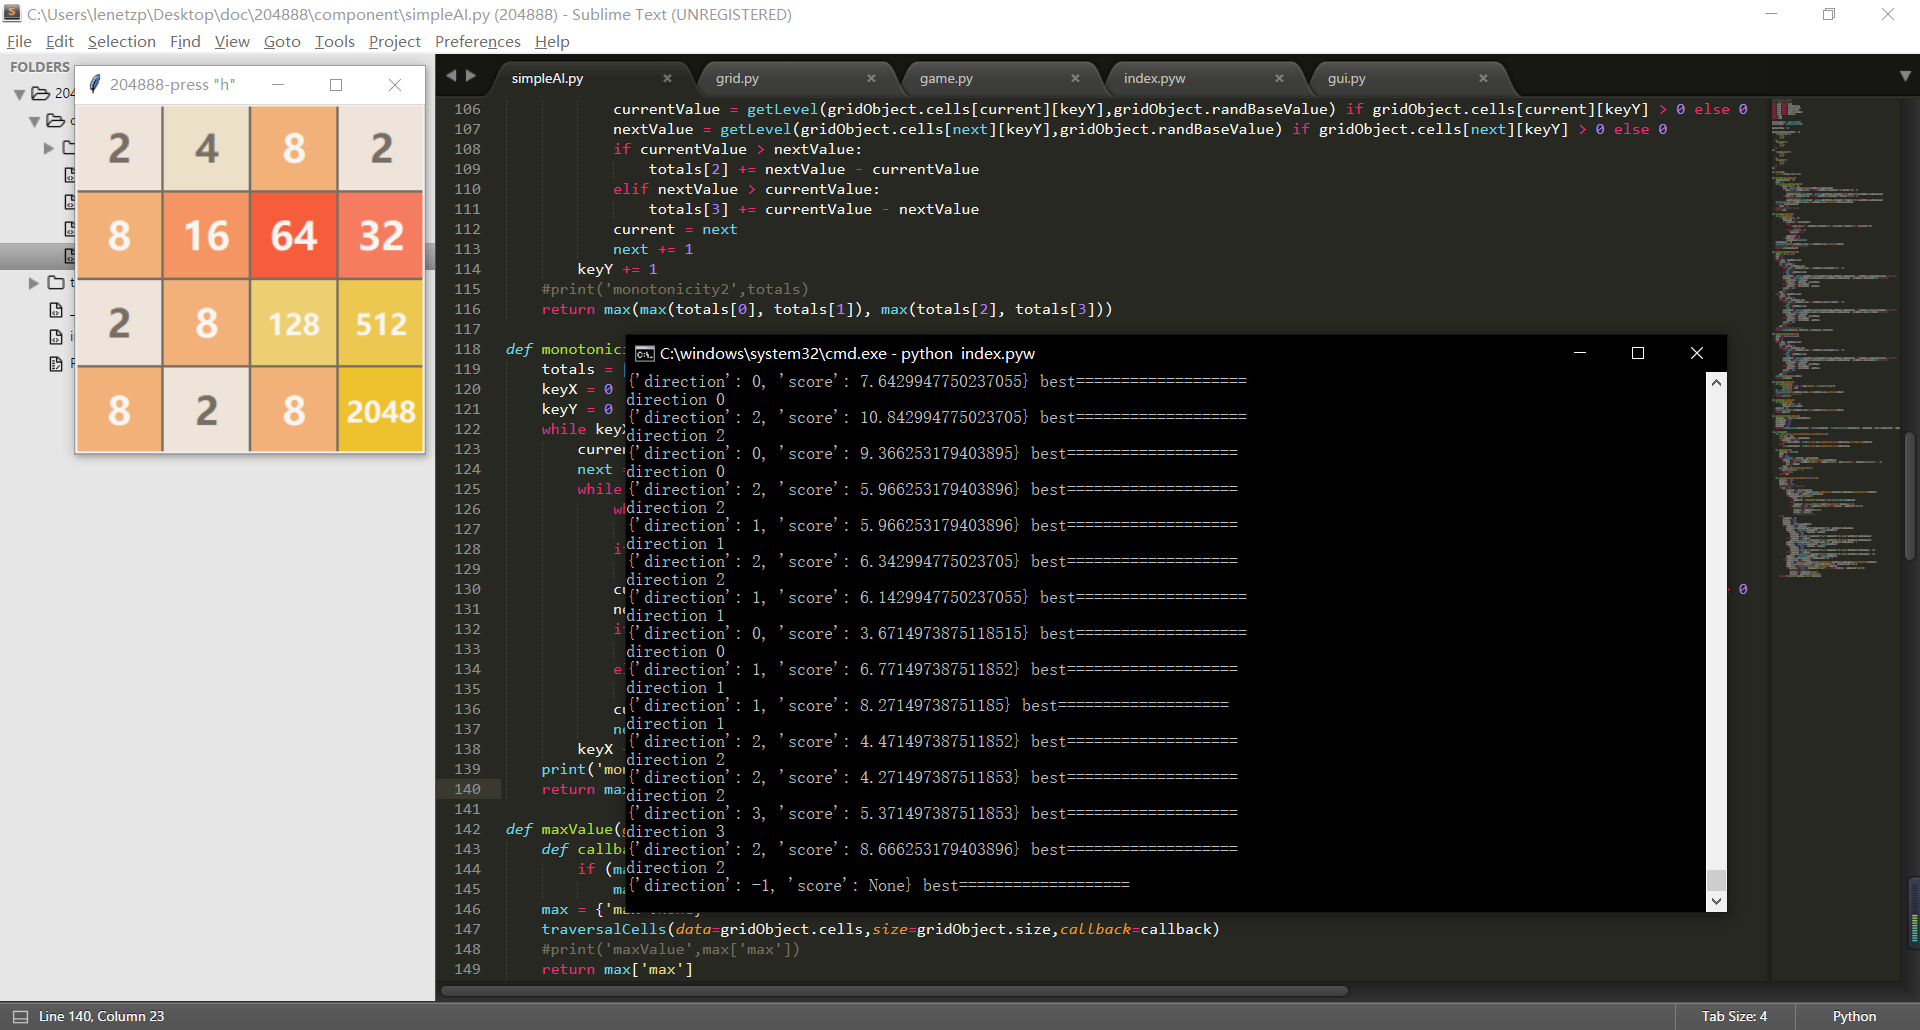 C:\Users\lenetzp\Desktop\doc\204888\component\simpleAI.py (204888) - Sublime Text (UNREGISTERED)
File Edit Selection Find View Goto Tools Project Preferences Help
FOLDERS
204888-press "h"
2 4 8 2
8 16 64 32
2 8 128 512
8 2 8 2048
simpleAI.py grid.py game.py index.pyw gui.py
106 currentValue = getLevel(gridObject.cells[current][keyY],gridObject.randBaseValue) if gridObject.cells[current][keyY] > 0 else 0
107 nextValue = getLevel(gridObject.cells[next][keyY],gridObject.randBaseValue) if gridObject.cells[next][keyY] > 0 else 0
108 if currentValue > nextValue:
109 totals[2] += nextValue - currentValue
110 elif nextValue > currentValue:
111 totals[3] += currentValue - nextValue
112 current = next
113 next += 1
114 keyY += 1
115 #print('monotonicity2',totals)
116 return max(max(totals[0], totals[1]), max(totals[2], totals[3]))
117
118 def monotonic
119 totals =
120 keyX = 0
121 keyY = 0
122 while key
123 curre
124 next
125 while
126 wh
127
128 i
129
130 cu 0
131 ne
132 i
133
134 e
135
136 cu
137 ne
138 keyX
139 print('mo
140 return ma
141
142 def maxValue(
143 def callba
144 if (ma
145 ma
146 max = {'ma
147 traversalCells(data=gridObject.cells,size=gridObject.size,callback=callback)
148 #print('maxValue',max['max'])
149 return max['max']
C:\windows\system32\cmd.exe - python index.pyw
{'direction': 0, 'score': 7.6429947750237055} best===================
direction 0
{'direction': 2, 'score': 10.842994775023705} best===================
direction 2
{'direction': 0, 'score': 9.366253179403895} best===================
direction 0
{'direction': 2, 'score': 5.966253179403896} best===================
direction 2
{'direction': 1, 'score': 5.966253179403896} best===================
direction 1
{'direction': 2, 'score': 6.342994775023705} best===================
direction 2
{'direction': 1, 'score': 6.1429947750237055} best===================
direction 1
{'direction': 0, 'score': 3.6714973875118515} best===================
direction 0
{'direction': 1, 'score': 6.771497387511852} best===================
direction 1
{'direction': 1, 'score': 8.27149738751185} best===================
direction 1
{'direction': 2, 'score': 4.471497387511852} best===================
direction 2
{'direction': 2, 'score': 4.271497387511853} best===================
direction 2
{'direction': 3, 'score': 5.371497387511853} best===================
direction 3
{'direction': 2, 'score': 8.666253179403896} best===================
direction 2
{'direction': -1, 'score': None} best===================
Line 140, Column 23 Tab Size: 4 Python